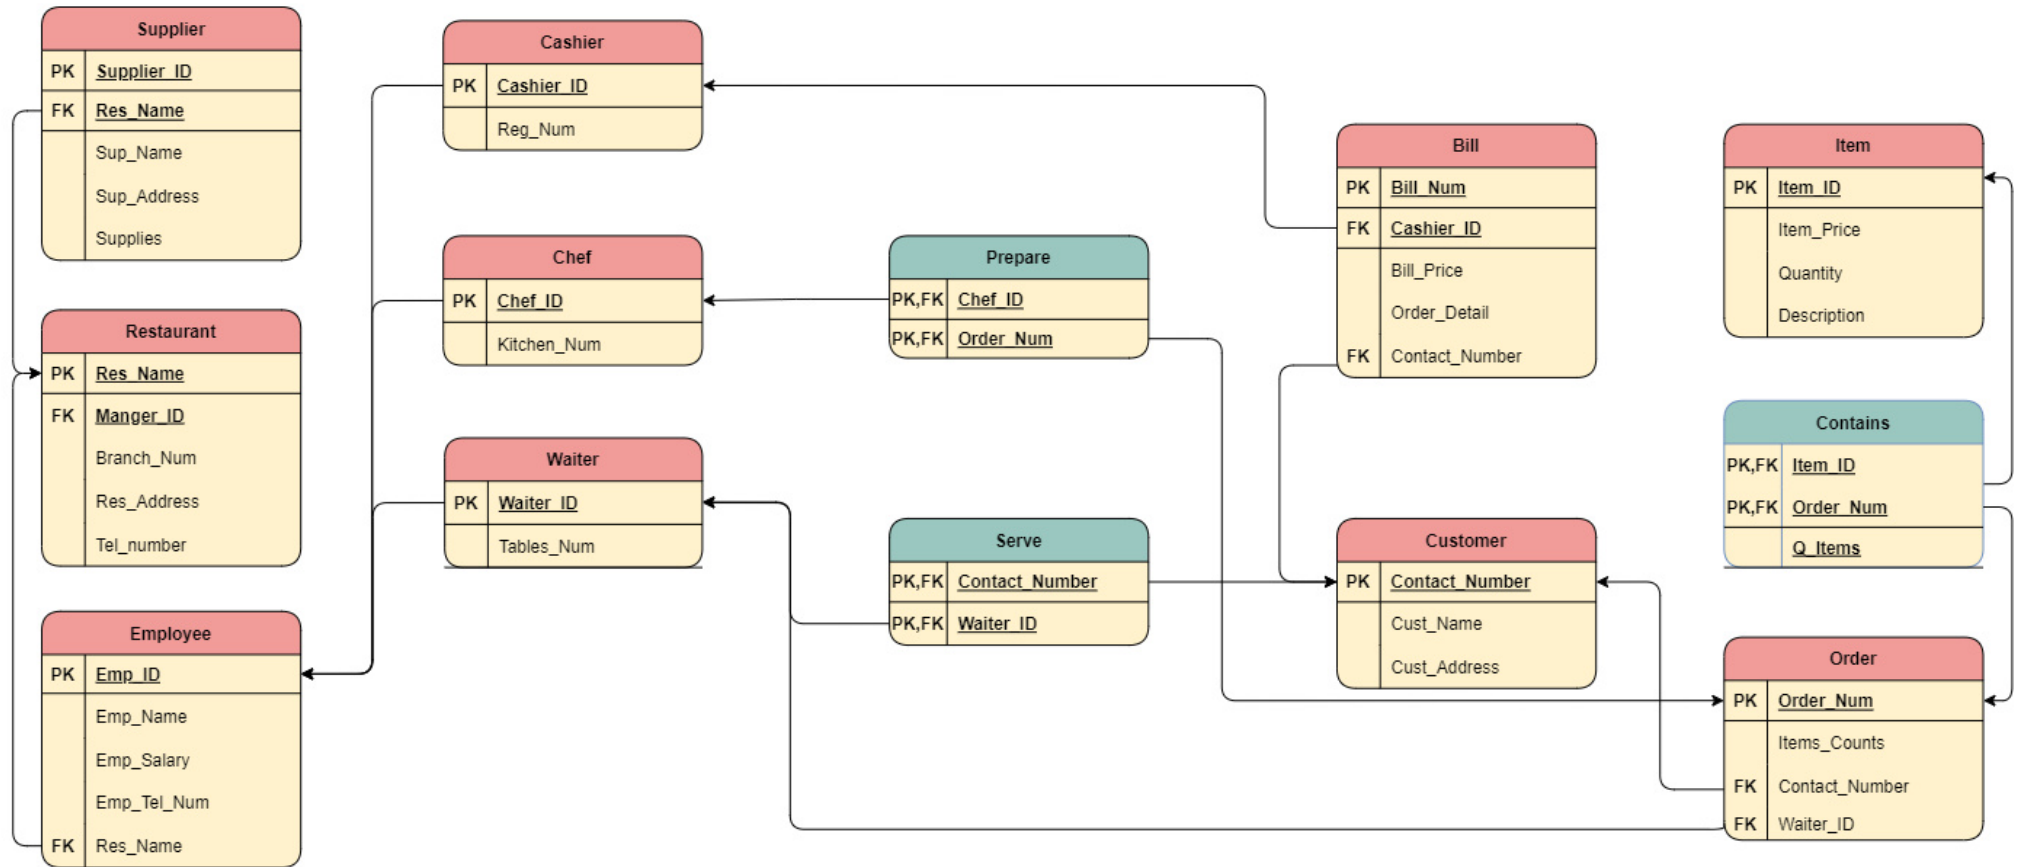 Supplier
PK Supplier_ID
FK Res_Name
Sup_Name
Sup_Address
Supplies
Restaurant
PK Res_Name
FK Manger_ID
Branch_Num
Res_Address
Tel_number
Employee
PK Emp_ID
Emp_Name
Emp_Salary
Emp_Tel_Num
FK Res_Name
Cashier
PK Cashier_ID
Reg_Num
Chef
PK Chef_ID
Kitchen_Num
Waiter
PK Waiter_ID
Tables_Num
Prepare
PK,FK Chef_ID
PK,FK Order_Num
Serve
PK,FK Contact_Number
PK,FK Waiter_ID
Bill
PK Bill_Num
FK Cashier_ID
Bill_Price
Order_Detail
FK Contact_Number
Customer
PK Contact_Number
Cust_Name
Cust_Address
Item
PK Item_ID
Item_Price
Quantity
Description
Contains
PK,FK Item_ID
PK,FK Order_Num
Q_Items
Order
PK Order_Num
Items_Counts
FK Contact_Number
FK Waiter_ID